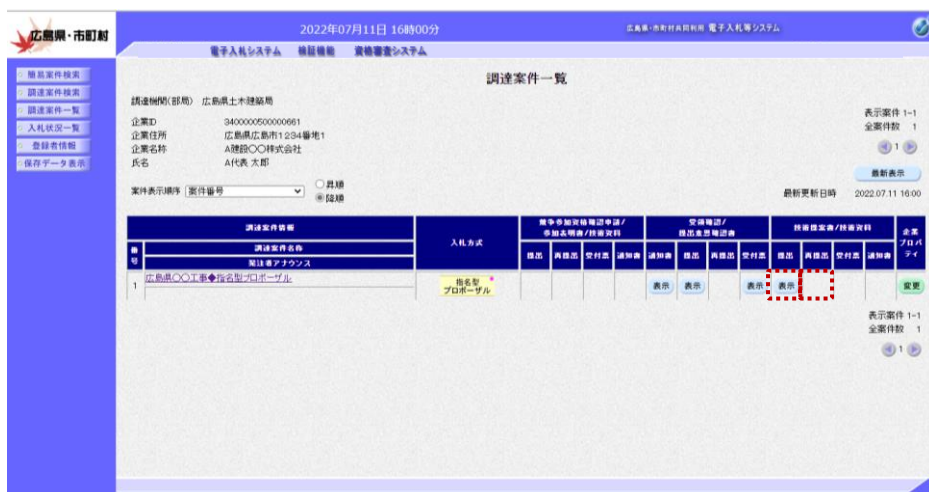 広島県・市町村
2022年07月11日 16時00分
広島県・市町村共同利用 電子入札等システム
電子入札システム 検証機能 資格審査システム
簡易案件検索
調達案件検索
調達案件一覧
入札状況一覧
登録者情報
保存データ表示
調達案件一覧
調達機関(部局) 広島県土木建築局
企業ID 3400000500000661
企業住所 広島県広島市1234番地1
企業名称 A建設〇〇株式会社
氏名 A代表 太郎
表示案件 1-1
全案件数 1
1
最新表示
案件表示順序 案件番号
昇順
降順
最新更新日時 2022.07.11 16:00
番号
調達案件情報
調達案件名称
発注者アナウンス
入札方式
競争参加資格確認申請/
参加表明書/技術資料
受領確認/
提出意思確認書
技術提案書/技術資料
企業プロパティ
提出 再提出 受付票 通知書 通知書 提出 再提出 受付票 提出 再提出 受付票 通知書
1 広島県〇〇工事◆指名型プロポーザル
指名型
プロポーザル
表示 表示 表示 表示 変更
表示案件 1-1
全案件数 1
1